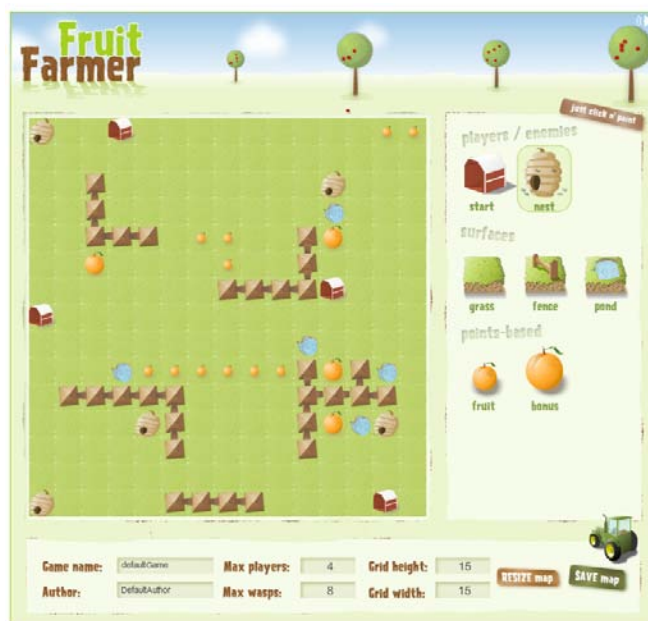 Fruit
Farmer
just click n' paint
players / enemies
start
nest
surfaces
grass
fence
pond
points-based
fruit
bonus
Game name:
defaultGame
Max players:
4
Grid height:
15
RESIZE map
SAVE map
Author:
DefaultAuthor
Max wasps:
8
Grid width:
15